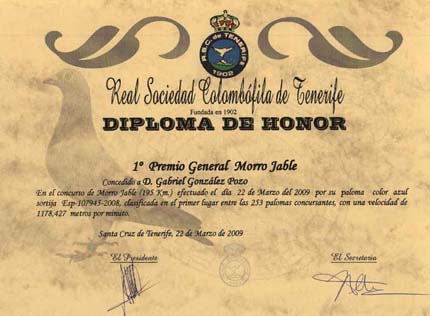 R.S.C. de TENERIFE
1902
Real Sociedad Colombófila de Tenerife
Fundada en 1902
DIPLOMA DE HONOR
1º Premio General Morro Jable
Concedido a D. Gabriel González Pozo
En el concurso de Morro Jable (195 Km.) efectuado el día 22 de Marzo del 2009 por su paloma color azul
sortija Esp-107945-2008, clasificada en el primer lugar entre las 253 palomas concursantes, con una velocidad de
1178,427 metros por minuto.
Santa Cruz de Tenerife, 22 de Marzo de 2009
El Presidente
El Secretario